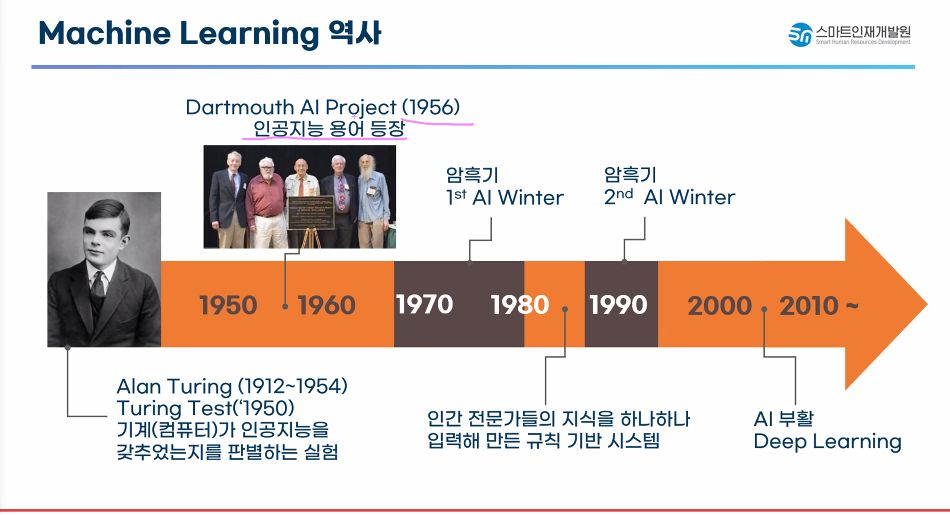 Machine Learning 역사
스마트인재개발원
Smart Human Resources Development
Dartmouth AI Project (1956)
인공지능 용어 등장
암흑기
1st AI Winter
암흑기
2nd AI Winter
1950
1960
1970
1980
1990
2000
2010 ~
Alan Turing (1912~1954)
Turing Test(‘1950)
기계(컴퓨터)가 인공지능을
갖추었는지를 판별하는 실험
인간 전문가들의 지식을 하나하나
입력해 만든 규칙 기반 시스템
AI 부활
Deep Learning